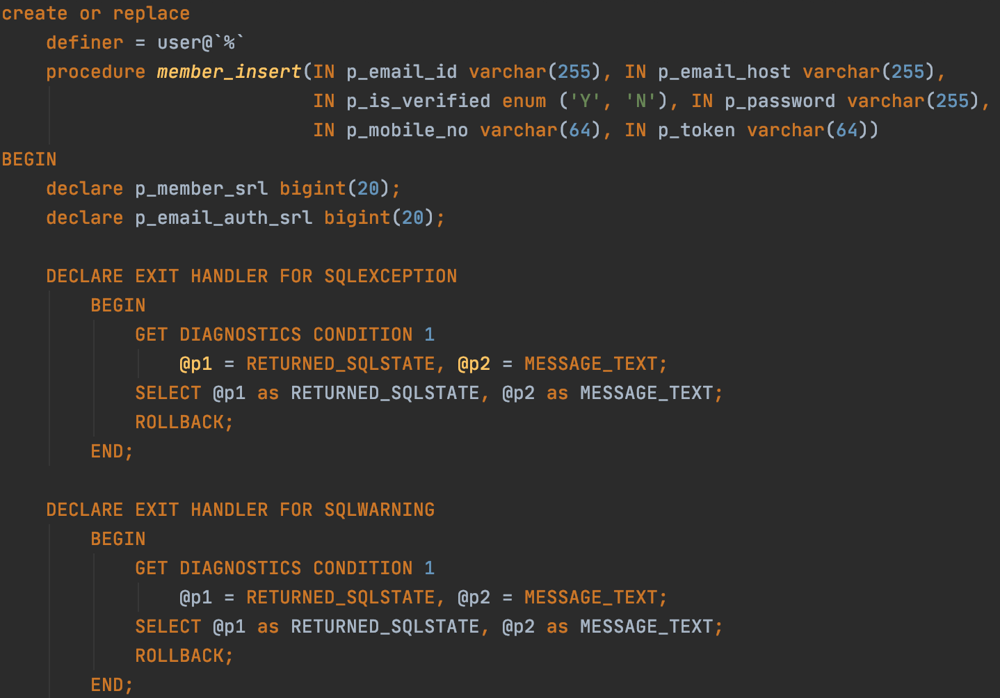 create or replace
definer = user@`%`
procedure member_insert(IN p_email_id varchar(255), IN p_email_host varchar(255),
IN p_is_verified enum ('Y', 'N'), IN p_password varchar(255),
IN p_mobile_no varchar(64), IN p_token varchar(64))
BEGIN
declare p_member_srl bigint(20);
declare p_email_auth_srl bigint(20);
DECLARE EXIT HANDLER FOR SQLEXCEPTION
BEGIN
GET DIAGNOSTICS CONDITION 1
@p1 = RETURNED_SQLSTATE, @p2 = MESSAGE_TEXT;
SELECT @p1 as RETURNED_SQLSTATE, @p2 as MESSAGE_TEXT;
ROLLBACK;
END;
DECLARE EXIT HANDLER FOR SQLWARNING
BEGIN
GET DIAGNOSTICS CONDITION 1
@p1 = RETURNED_SQLSTATE, @p2 = MESSAGE_TEXT;
SELECT @p1 as RETURNED_SQLSTATE, @p2 as MESSAGE_TEXT;
ROLLBACK;
END;